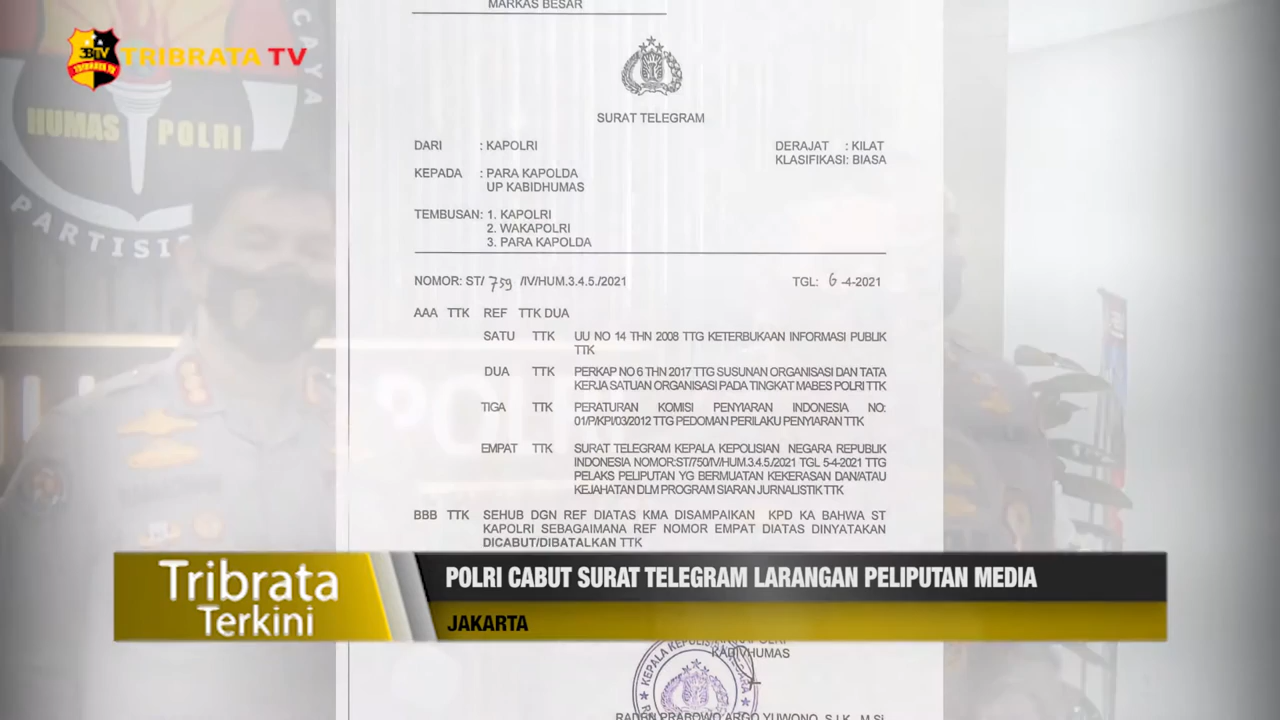 MARKAS BESAR
TRIBRATA TV
HUMAS POLRI
PARTISI
CAYA
SURAT TELEGRAM
DARI : KAPOLRI
DERAJAT : KILAT
KLASIFIKASI: BIASA
KEPADA : PARA KAPOLDA
UP KABIDHUMAS
TEMBUSAN: 1. KAPOLRI
2. WAKAPOLRI
3. PARA KAPOLDA
NOMOR: ST/ 759 /IV/HUM.3.4.5./2021
TGL: 6 -4-2021
AAA TTK REF TTK DUA
SATU TTK UU NO 14 THN 2008 TTG KETERBUKAAN INFORMASI PUBLIK
TTK
DUA TTK PERKAP NO 6 THN 2017 TTG SUSUNAN ORGANISASI DAN TATA
KERJA SATUAN ORGANISASI PADA TINGKAT MABES POLRI TTK
TIGA TTK PERATURAN KOMISI PENYIARAN INDONESIA NO:
01/P/KPI/03/2012 TTG PEDOMAN PERILAKU PENYIARAN TTK
EMPAT TTK SURAT TELEGRAM KEPALA KEPOLISIAN NEGARA REPUBLIK
INDONESIA NOMOR:ST/750/IV/HUM.3.4.5./2021 TGL 5-4-2021 TTG
PELAKS PELIPUTAN YG BERMUATAN KEKERASAN DAN/ATAU
KEJAHATAN DLM PROGRAM SIARAN JURNALISTIK TTK
BBB TTK SEHUB DGN REF DIATAS KMA DISAMPAIKAN KPD KA BAHWA ST
KAPOLRI SEBAGAIMANA REF NOMOR EMPAT DIATAS DINYATAKAN
DICABUT/DIBATALKAN TTK
Tribrata
Terkini
POLRI CABUT SURAT TELEGRAM LARANGAN PELIPUTAN MEDIA
JAKARTA
KADIVHUMAS
RADEN PRABOWO ARGO YUWONO, S.I.K., M.Si.